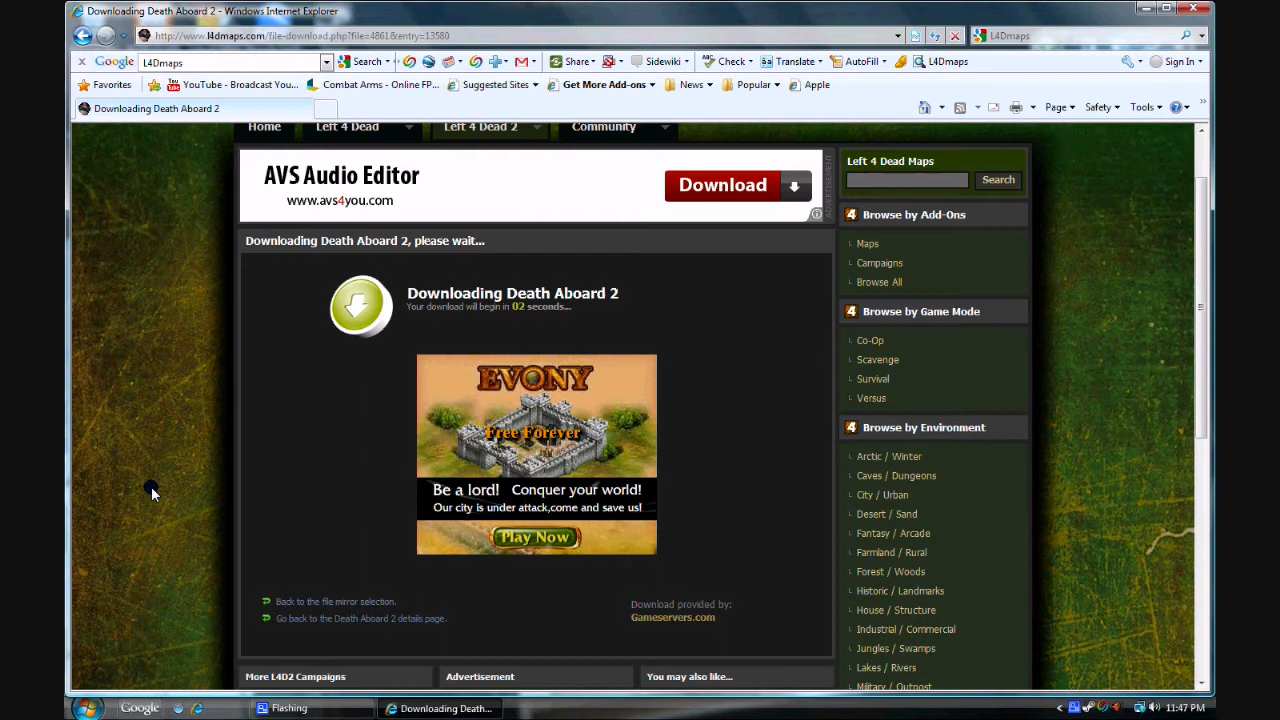 Downloading Death Aboard 2 - Windows Internet Explorer
http://www.l4dmaps.com/file-download.php?file=4861&entry=13580
L4Dmaps
Google
L4Dmaps
Search
Share
Sidewiki
Check
Translate
AutoFill
L4Dmaps
Sign In
Favorites
YouTube - Broadcast You...
Combat Arms - Online FP...
Suggested Sites
Get More Add-ons
News
Popular
Apple
Downloading Death Aboard 2
Page
Safety
Tools
Home
Left 4 Dead
Left 4 Dead 2
Community
AVS Audio Editor
www.avs4you.com
Download
ADVERTISEMENT
Downloading Death Aboard 2, please wait...
Downloading Death Aboard 2
Your download will begin in 02 seconds...
EVONY
Free Forever
Be a lord! Conquer your world!
Our city is under attack,come and save us!
Play Now
Back to the file mirror selection.
Go back to the Death Aboard 2 details page.
Download provided by:
Gameservers.com
More L4D2 Campaigns
Advertisement
You may also like...
Left 4 Dead Maps
Search
4 Browse by Add-Ons
Maps
Campaigns
Browse All
4 Browse by Game Mode
Co-Op
Scavenge
Survival
Versus
4 Browse by Environment
Arctic / Winter
Caves / Dungeons
City / Urban
Desert / Sand
Fantasy / Arcade
Farmland / Rural
Forest / Woods
Historic / Landmarks
House / Structure
Industrial / Commercial
Jungles / Swamps
Lakes / Rivers
Military / Outpost
Google
Flashing
Downloading Death...
11:47 PM